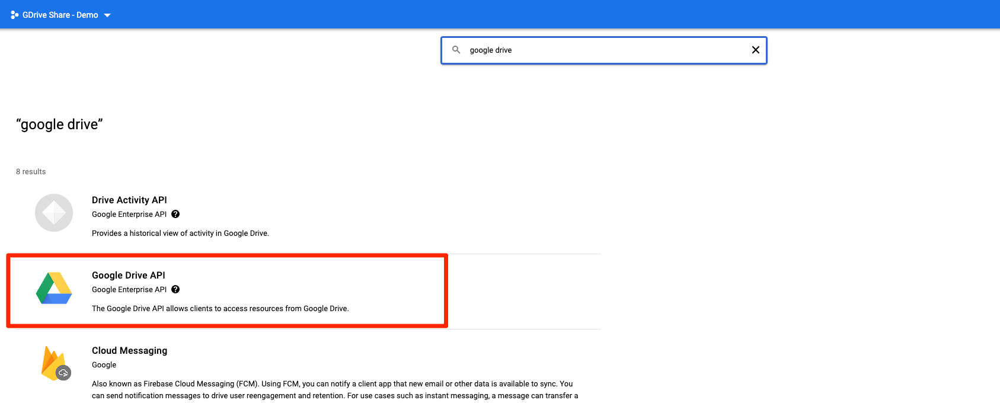 GDrive Share - Demo
google drive
“google drive”
8 results
Drive Activity API
Google Enterprise API
Provides a historical view of activity in Google Drive.
Google Drive API
Google Enterprise API
The Google Drive API allows clients to access resources from Google Drive.
Cloud Messaging
Google
Also known as Firebase Cloud Messaging (FCM). Using FCM, you can notify a client app that new email or other data is available to sync. You
can send notification messages to drive user reengagement and retention. For use cases such as instant messaging, a message can transfer a